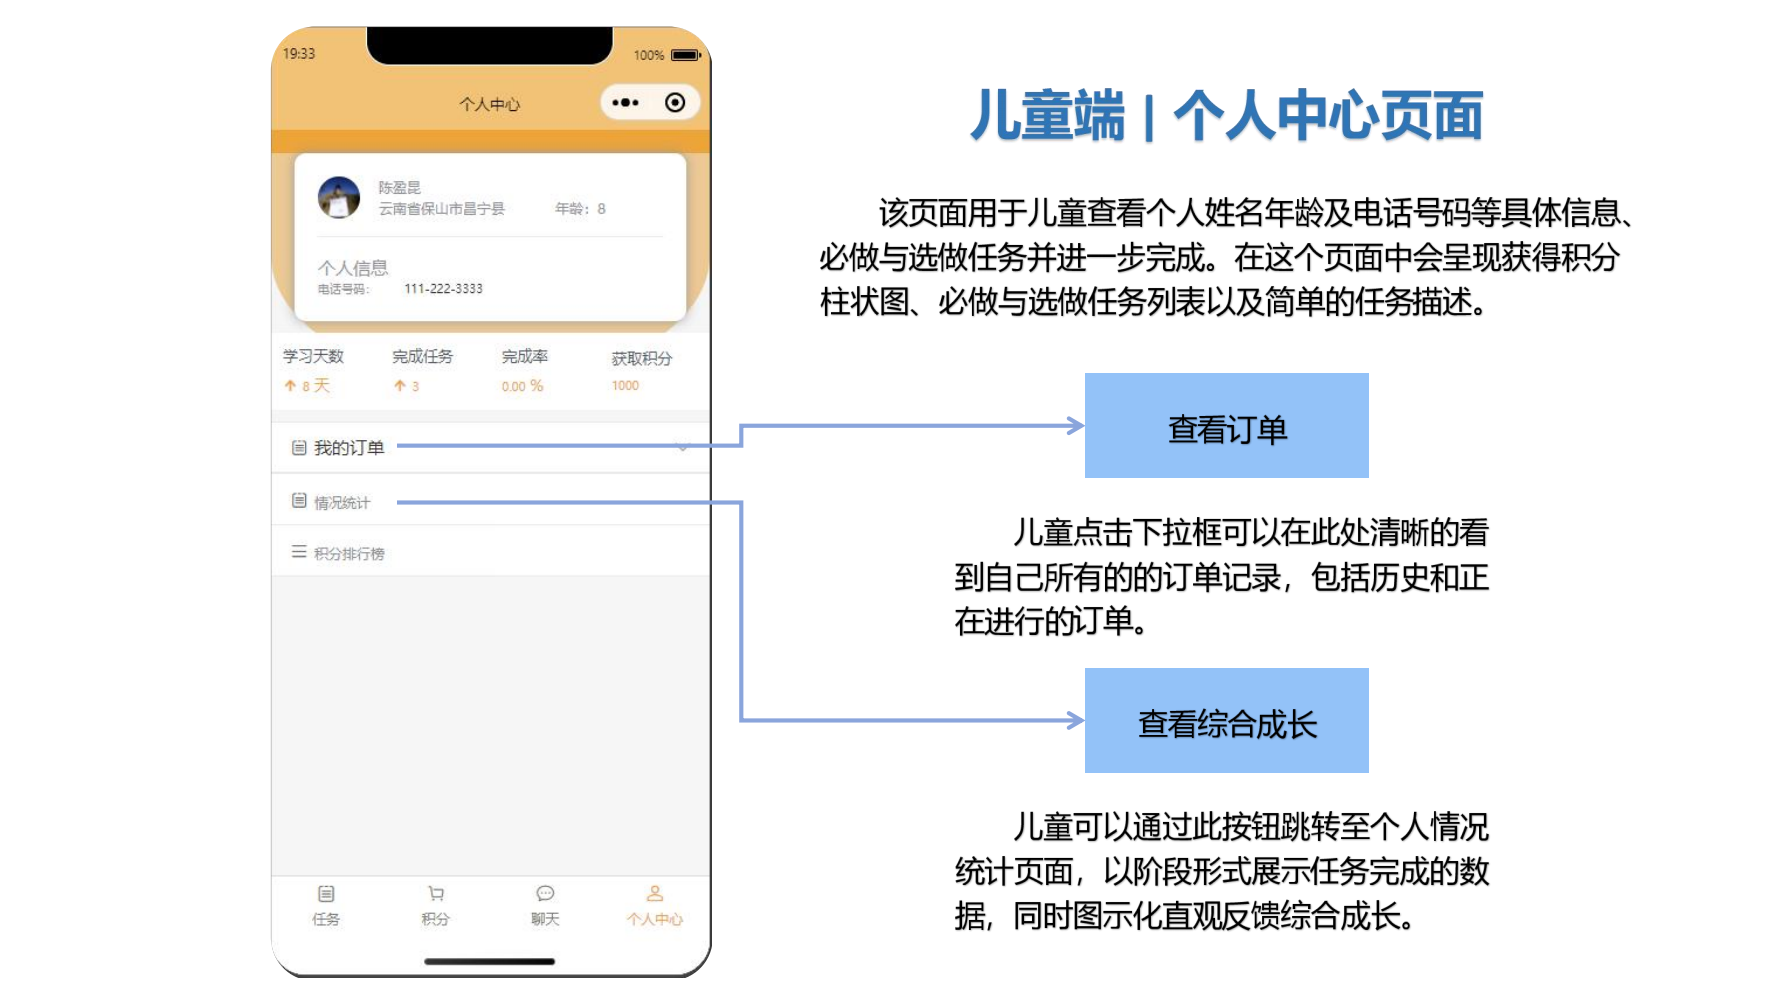 19:33
100%
个人中心
陈盈昆
云南省保山市昌宁县 年龄：8
个人信息
电话号码： 111-222-3333
学习天数 完成任务 完成率 获取积分
8 天 3 0.00 % 1000
我的订单
情况统计
积分排行榜
任务 积分 聊天 个人中心
儿童端 | 个人中心页面
该页面用于儿童查看个人姓名年龄及电话号码等具体信息、
必做与选做任务并进一步完成。在这个页面中会呈现获得积分
柱状图、必做与选做任务列表以及简单的任务描述。
查看订单
儿童点击下拉框可以在此处清晰的看
到自己所有的的订单记录，包括历史和正
在进行的订单。
查看综合成长
儿童可以通过此按钮跳转至个人情况
统计页面，以阶段形式展示任务完成的数
据，同时图示化直观反馈综合成长。